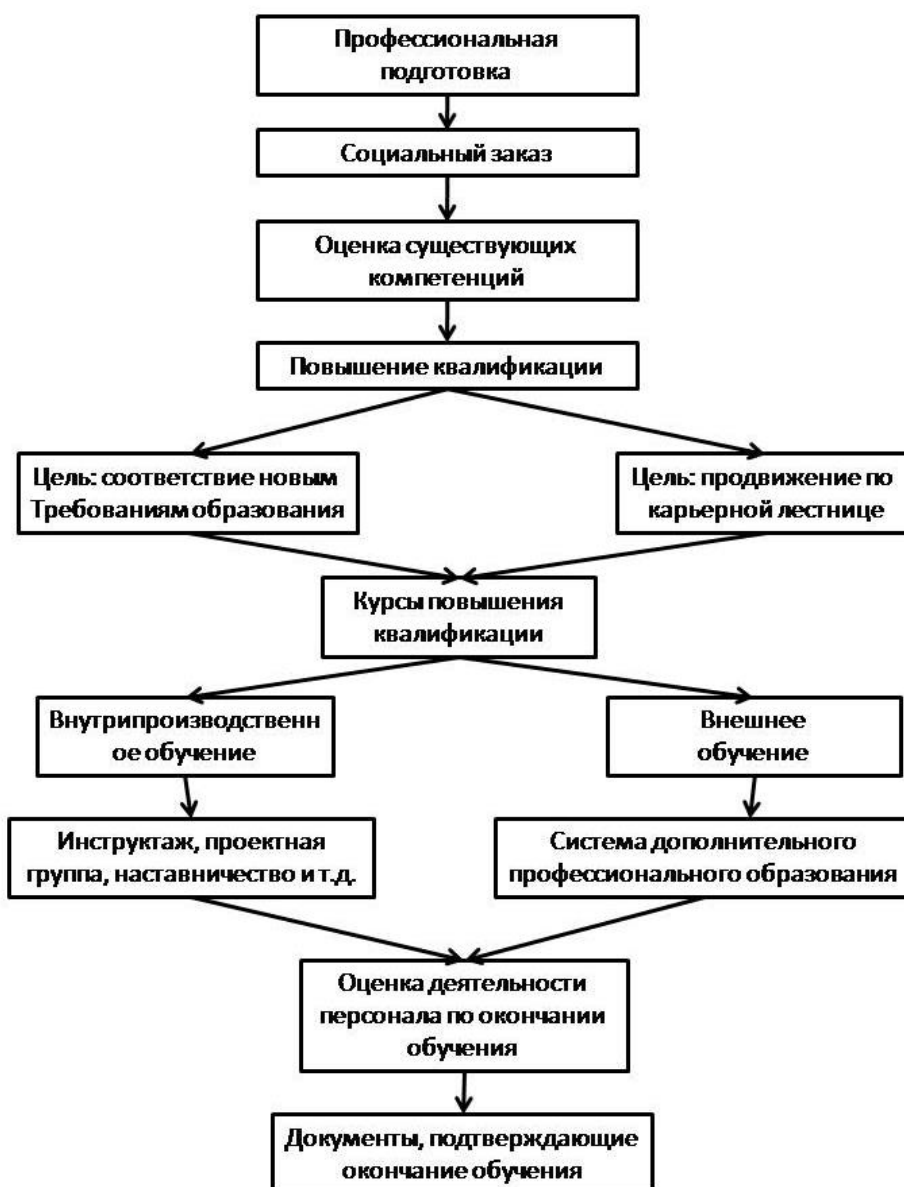 Профессиональная
подготовка
Социальный заказ
Оценка существующих
компетенций
Повышение квалификации
Цель: соответствие новым
Требованиям образования
Цель: продвижение по
карьерной лестнице
Курсы повышения
квалификации
Внутрипроизводственн
ое обучение
Внешнее
обучение
Инструктаж, проектная
группа, наставничество и т.д.
Система дополнительного
профессионального образования
Оценка деятельности
персонала по окончании
обучения
Документы, подтверждающие
окончание обучения